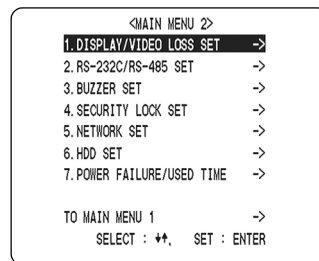 <MAIN MENU 2>
1. DISPLAY/VIDEO LOSS SET ->
2. RS-232C/RS-485 SET ->
3. BUZZER SET ->
4. SECURITY LOCK SET ->
5. NETWORK SET ->
6. HDD SET ->
7. POWER FAILURE/USED TIME ->
TO MAIN MENU 1 ->
SELECT : ↓↑, SET : ENTER